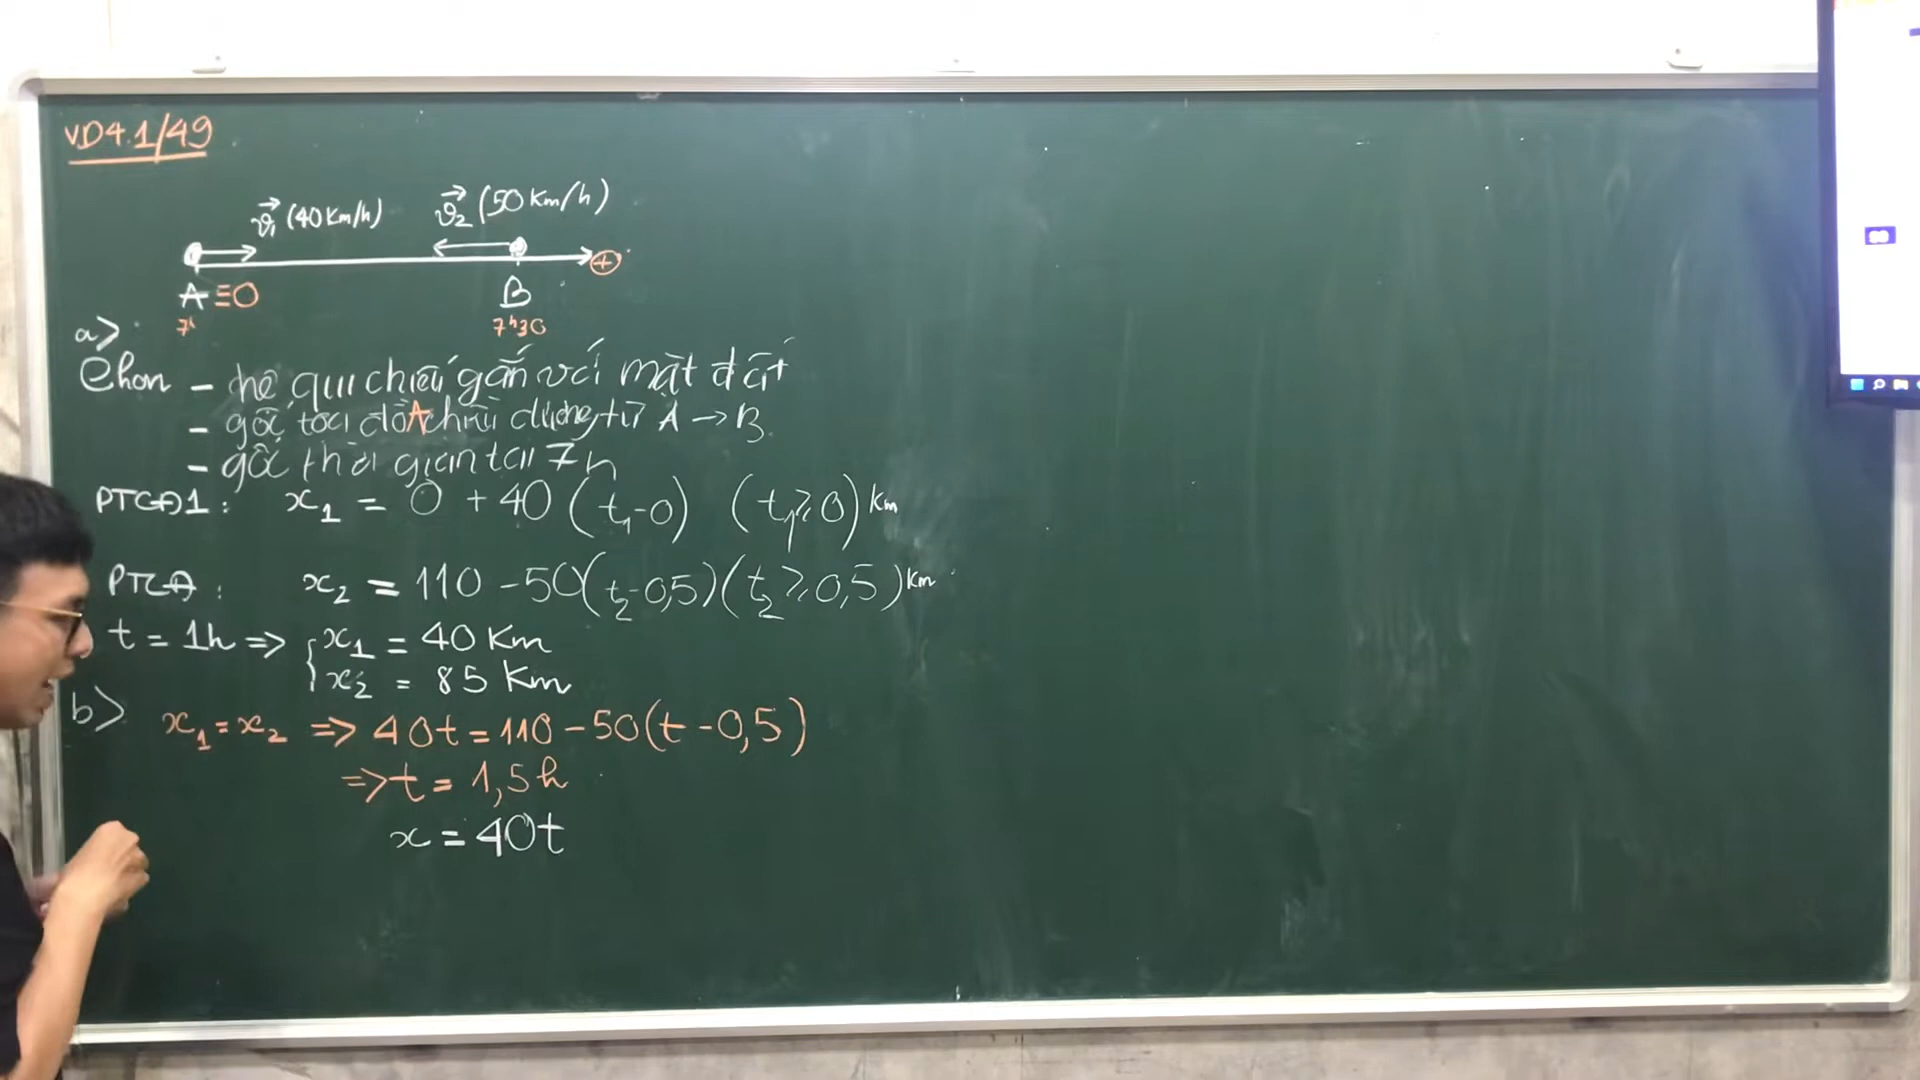 VD4.1/49
v₁ (40Km/h) v₂ (50Km/h)
+
A≡O B
7h 7h30
a>
Chọn - hệ qui chiếu gắn với mặt đất
- gốc tọa độ A chiều dương từ A → B
- gốc thời gian tại 7h
PTCĐ1: x₁ = 0 + 40 (t₁-0) (t₁≥0) Km
PTCĐ: x₂ = 110 - 50(t₂-0,5) (t₂≥0,5) Km
t = 1h => { x₁ = 40 Km
x₂ = 85 Km
b> x₁ = x₂ => 40t = 110 - 50(t - 0,5)
=> t = 1,5h
x = 40t